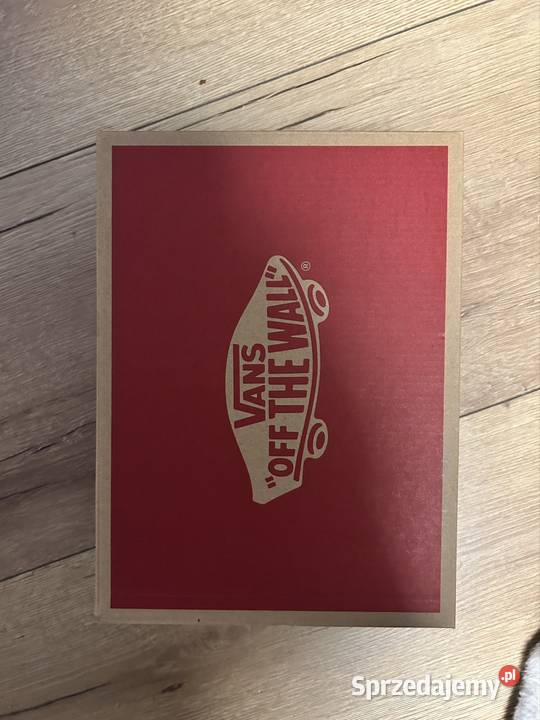 VANS
"OFF THE WALL"
®
Sprzedajemy.pl